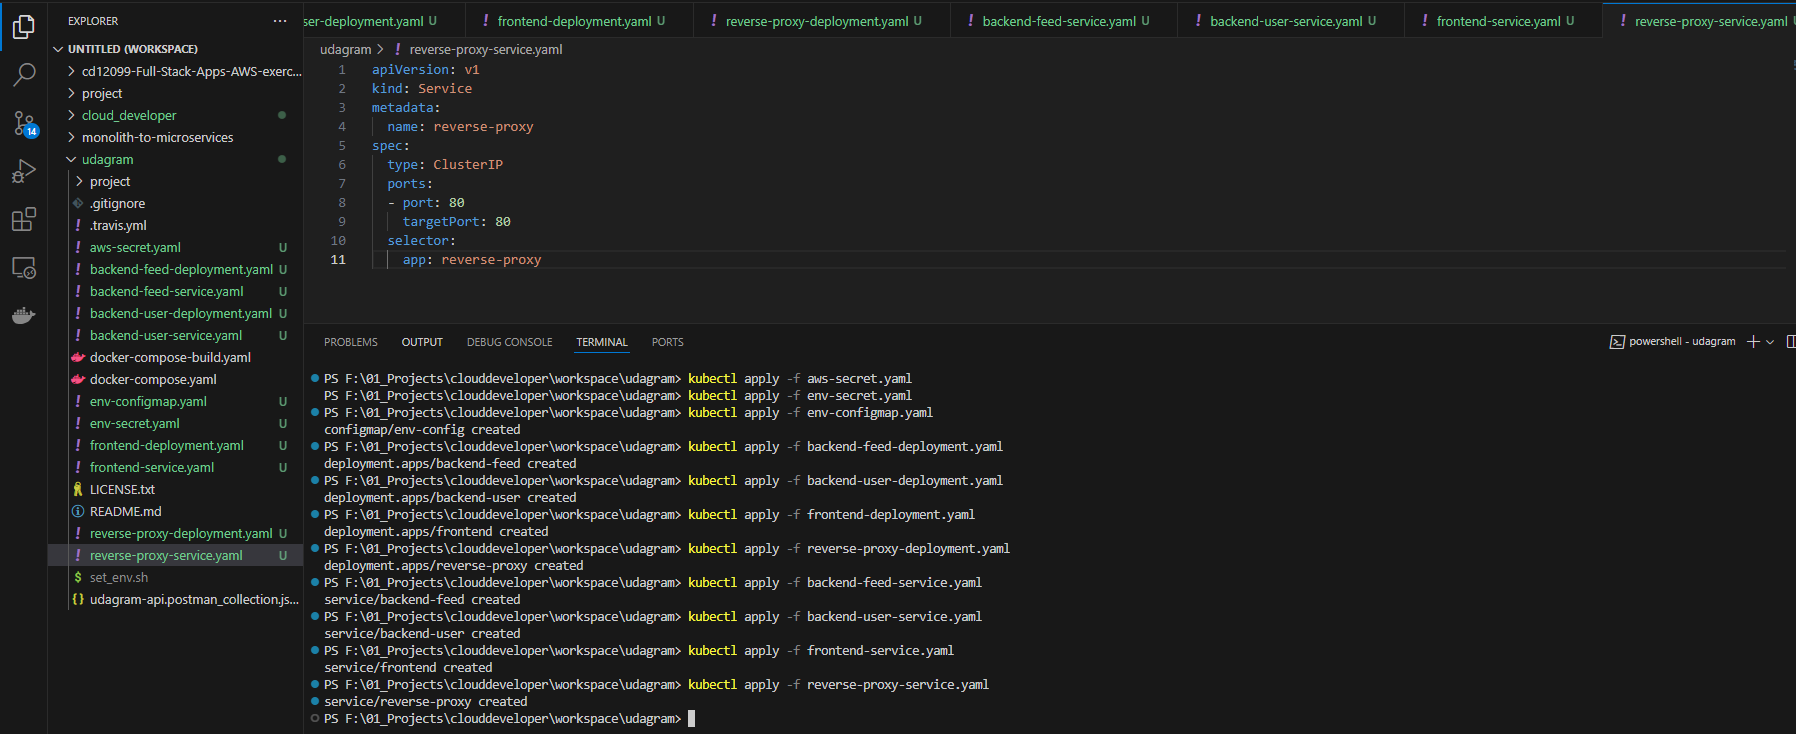 EXPLORER
···
UNTITLED (WORKSPACE)
cd12099-Full-Stack-Apps-AWS-exerc...
project
cloud_developer
14
monolith-to-microservices
udagram
project
.gitignore
.travis.yml
aws-secret.yaml U
backend-feed-deployment.yaml U
backend-feed-service.yaml U
backend-user-deployment.yaml U
backend-user-service.yaml U
docker-compose-build.yaml
docker-compose.yaml
env-configmap.yaml U
env-secret.yaml U
frontend-deployment.yaml U
frontend-service.yaml U
LICENSE.txt
README.md
reverse-proxy-deployment.yaml U
reverse-proxy-service.yaml U
set_env.sh
udagram-api.postman_collection.js...
ser-deployment.yaml U
! frontend-deployment.yaml U
! reverse-proxy-deployment.yaml U
! backend-feed-service.yaml U
! backend-user-service.yaml U
! frontend-service.yaml U
! reverse-proxy-service.yaml U
udagram > ! reverse-proxy-service.yaml
1 apiVersion: v1
2 kind: Service
3 metadata:
4 name: reverse-proxy
5 spec:
6 type: ClusterIP
7 ports:
8 - port: 80
9 targetPort: 80
10 selector:
11 app: reverse-proxy
PROBLEMS OUTPUT DEBUG CONSOLE TERMINAL PORTS
powershell - udagram
PS F:\01_Projects\clouddeveloper\workspace\udagram> kubectl apply -f aws-secret.yaml
PS F:\01_Projects\clouddeveloper\workspace\udagram> kubectl apply -f env-secret.yaml
PS F:\01_Projects\clouddeveloper\workspace\udagram> kubectl apply -f env-configmap.yaml
configmap/env-config created
PS F:\01_Projects\clouddeveloper\workspace\udagram> kubectl apply -f backend-feed-deployment.yaml
deployment.apps/backend-feed created
PS F:\01_Projects\clouddeveloper\workspace\udagram> kubectl apply -f backend-user-deployment.yaml
deployment.apps/backend-user created
PS F:\01_Projects\clouddeveloper\workspace\udagram> kubectl apply -f frontend-deployment.yaml
deployment.apps/frontend created
PS F:\01_Projects\clouddeveloper\workspace\udagram> kubectl apply -f reverse-proxy-deployment.yaml
deployment.apps/reverse-proxy created
PS F:\01_Projects\clouddeveloper\workspace\udagram> kubectl apply -f backend-feed-service.yaml
service/backend-feed created
PS F:\01_Projects\clouddeveloper\workspace\udagram> kubectl apply -f backend-user-service.yaml
service/backend-user created
PS F:\01_Projects\clouddeveloper\workspace\udagram> kubectl apply -f frontend-service.yaml
service/frontend created
PS F:\01_Projects\clouddeveloper\workspace\udagram> kubectl apply -f reverse-proxy-service.yaml
service/reverse-proxy created
PS F:\01_Projects\clouddeveloper\workspace\udagram>